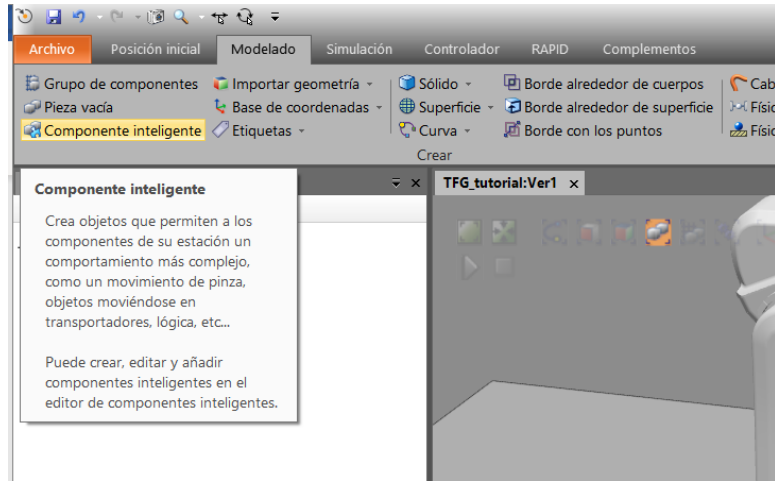 Archivo Posición inicial Modelado Simulación Controlador RAPID Complementos
Grupo de componentes Importar geometría Sólido Borde alrededor de cuerpos Cab
Pieza vacía Base de coordenadas Superficie Borde alrededor de superficie Físic
Componente inteligente Etiquetas Curva Borde con los puntos Físic
Crear
TFG_tutorial:Ver1
Componente inteligente
Crea objetos que permiten a los
componentes de su estación un
comportamiento más complejo,
como un movimiento de pinza,
objetos moviéndose en
transportadores, lógica, etc...
Puede crear, editar y añadir
componentes inteligentes en el
editor de componentes inteligentes.